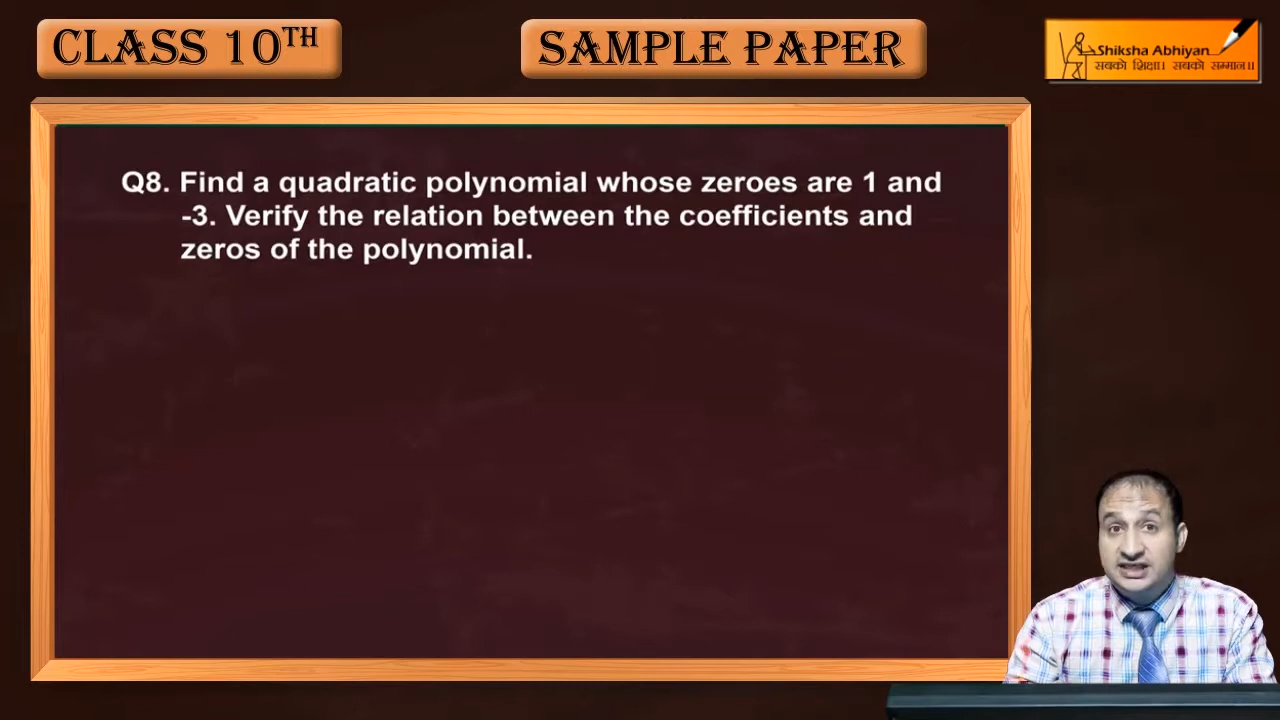 CLASS 10TH
SAMPLE PAPER
Shiksha Abhiyan
सबको शिक्षा। सबको सम्मान॥
Q8. Find a quadratic polynomial whose zeroes are 1 and
-3. Verify the relation between the coefficients and
zeros of the polynomial.